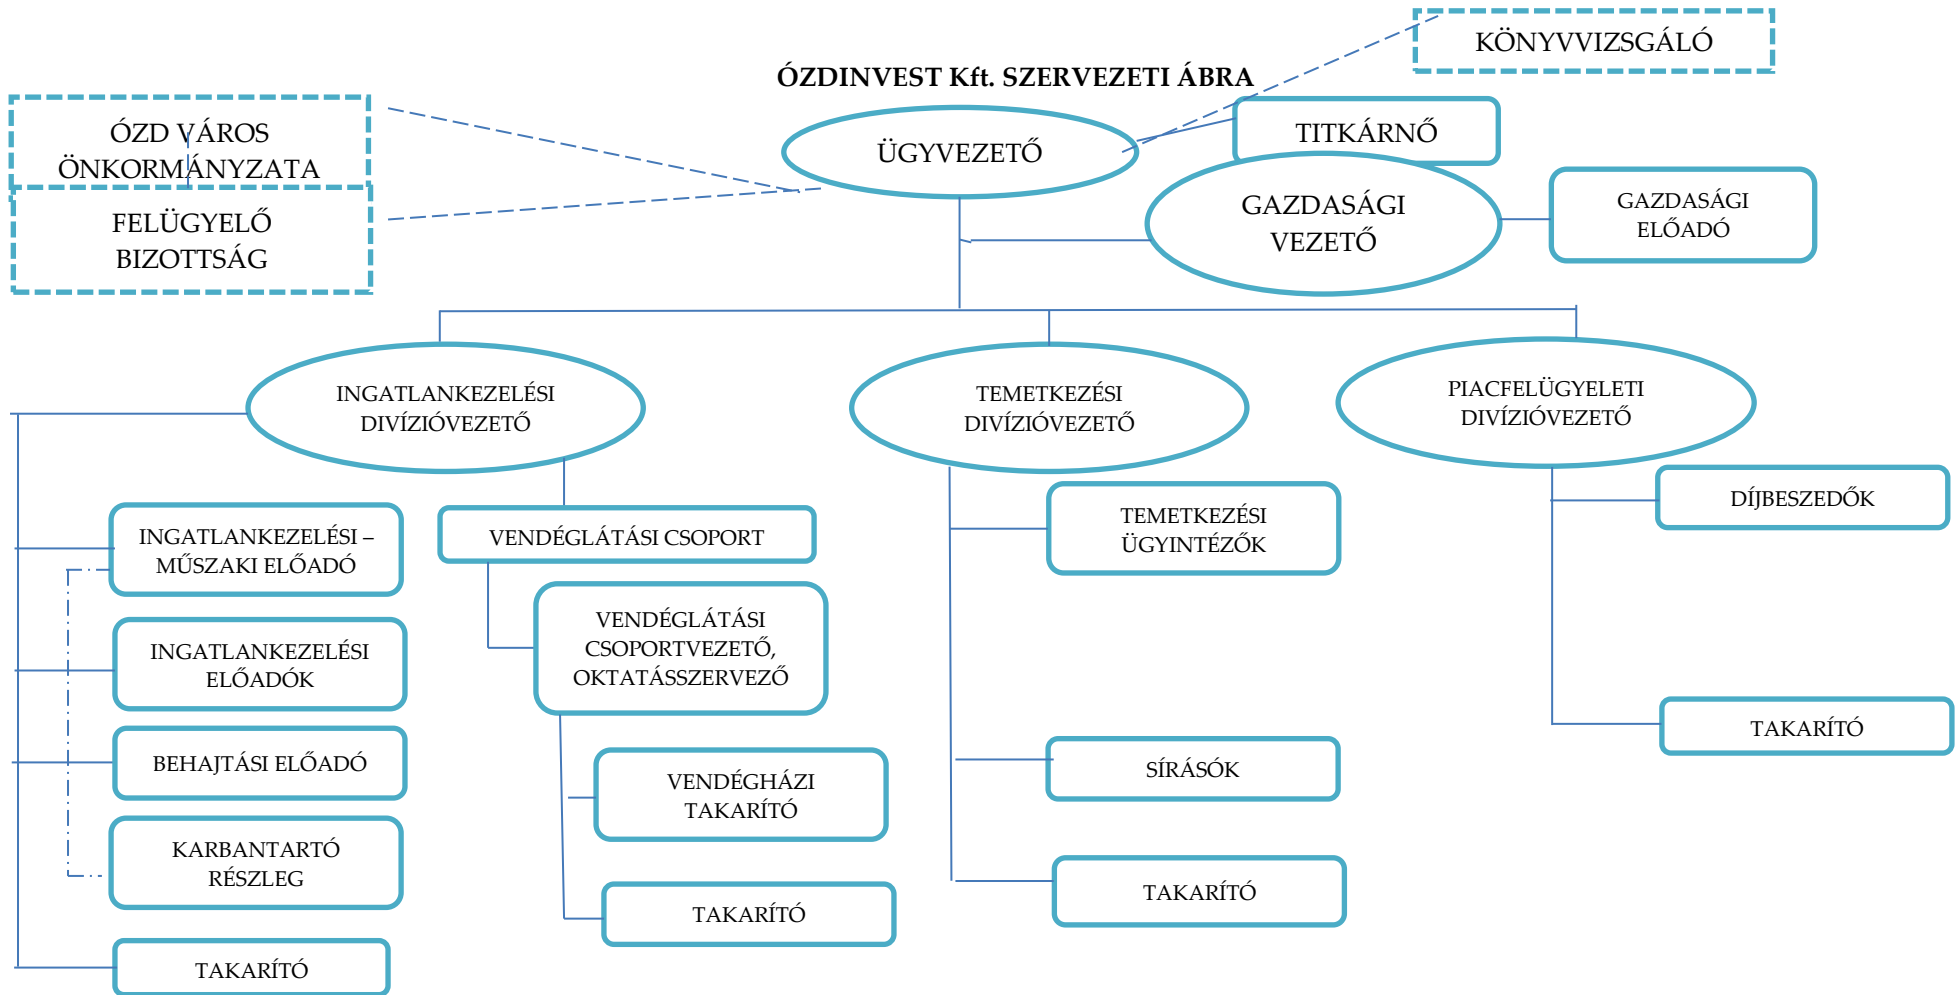 KÖNYVVIZSGÁLÓ
ÓZDINVEST Kft. SZERVEZETI ÁBRA
ÓZD VÁROS
ÖNKORMÁNYZATA
FELÜGYELŐ
BIZOTTSÁG
ÜGYVEZETŐ
TITKÁRNŐ
GAZDASÁGI
VEZETŐ
GAZDASÁGI
ELŐADÓ
INGATLANKEZELÉSI
DIVÍZIÓVEZETŐ
TEMETKEZÉSI
DIVÍZIÓVEZETŐ
PIACFELÜGYELETI
DIVÍZIÓVEZETŐ
INGATLANKEZELÉSI –
MŰSZAKI ELŐADÓ
INGATLANKEZELÉSI
ELŐADÓK
BEHAJTÁSI ELŐADÓ
KARBANTARTÓ
RÉSZLEG
TAKARÍTÓ
VENDÉGLÁTÁSI CSOPORT
VENDÉGLÁTÁSI
CSOPORTVEZETŐ,
OKTATÁSSZERVEZŐ
VENDÉGHÁZI
TAKARÍTÓ
TAKARÍTÓ
TEMETKEZÉSI
ÜGYINTÉZŐK
SÍRÁSÓK
TAKARÍTÓ
DÍJBESZEDŐK
TAKARÍTÓ